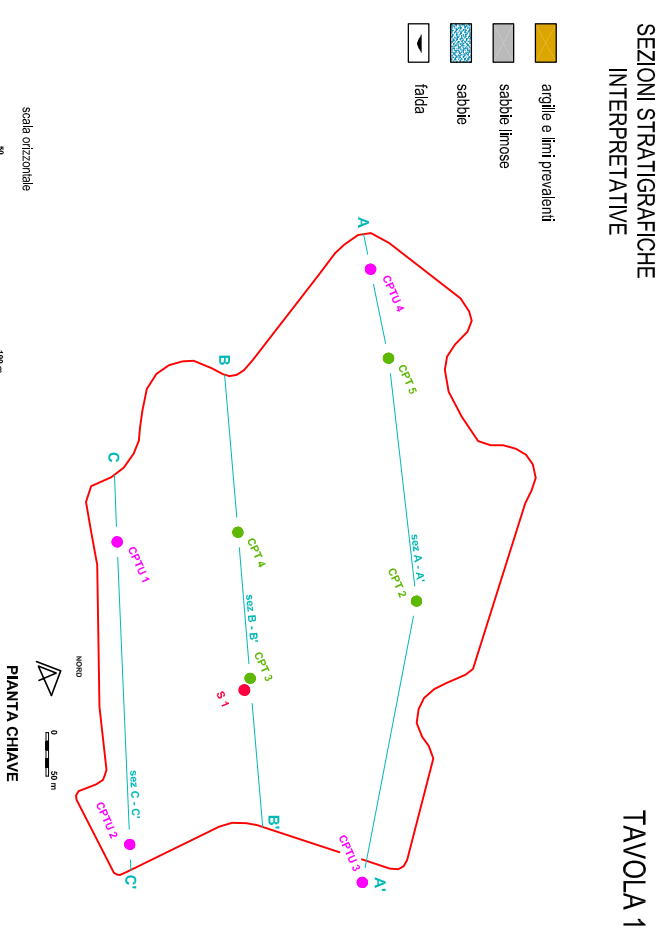 SEZIONI STRATIGRAFICHE
INTERPRETATIVE
TAVOLA 1
argille e limi prevalenti
sabbie limose
sabbie
falda
scala orizzontale
50
100 m
A
CPTU 4
CPT 5
sez A - A'
CPT 2
CPTU 3
A'
B
CPT 4
sez B - B'
CPT 3
S 1
B'
C
CPTU 1
sez C - C'
CPTU 2
C'
NORD
0 50 m
PIANTA CHIAVE